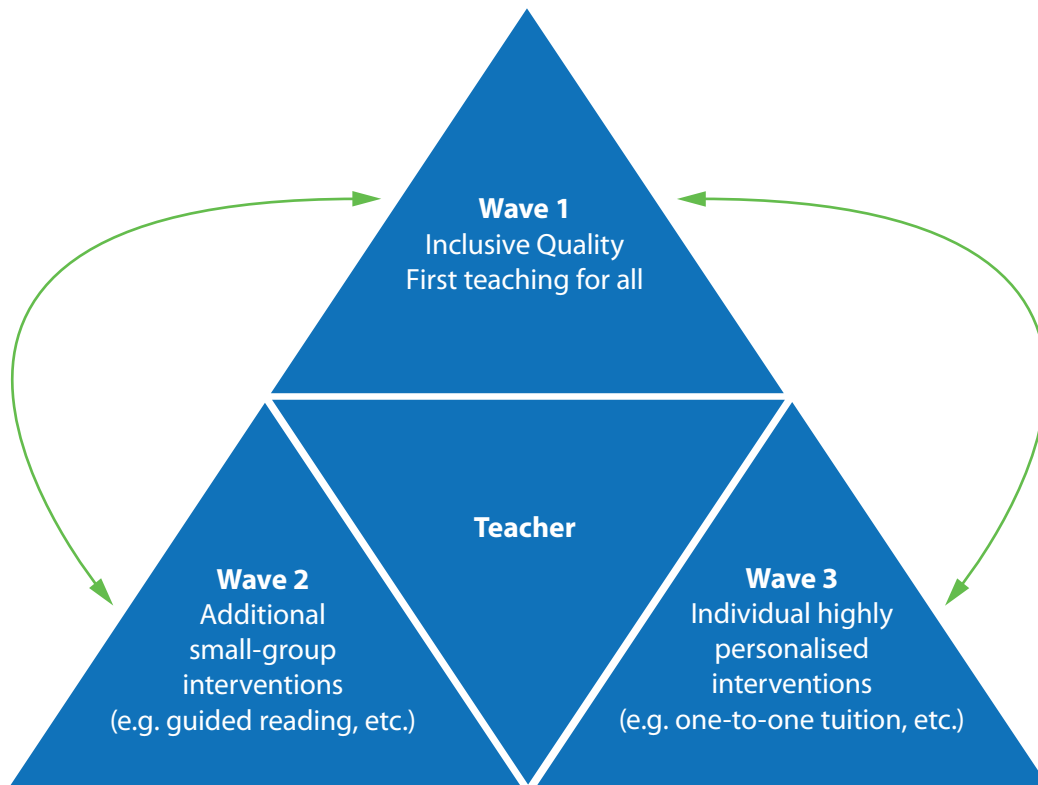 Wave 1
Inclusive Quality
First teaching for all
Teacher
Wave 2
Additional
small-group
interventions
(e.g. guided reading, etc.)
Wave 3
Individual highly
personalised
interventions
(e.g. one-to-one tuition, etc.)